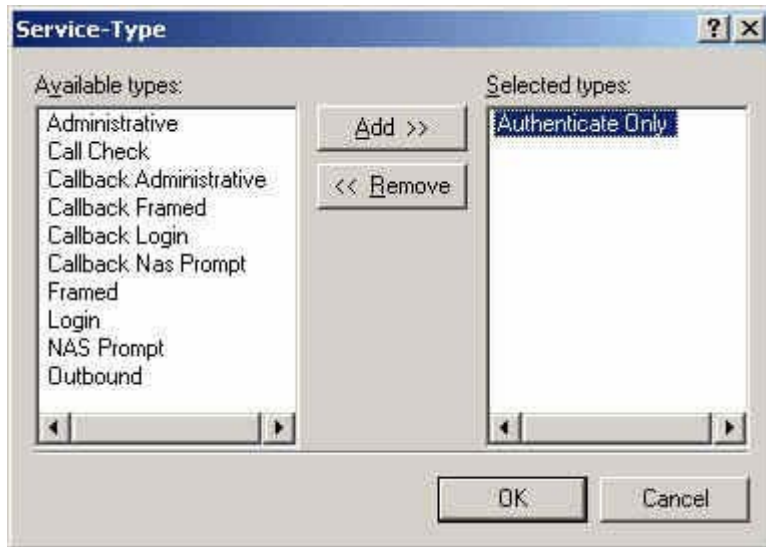 Service-Type
Available types:
Administrative
Call Check
Callback Administrative
Callback Framed
Callback Login
Callback Nas Prompt
Framed
Login
NAS Prompt
Outbound
Add >>
<< Remove
Selected types:
Authenticate Only
OK
Cancel